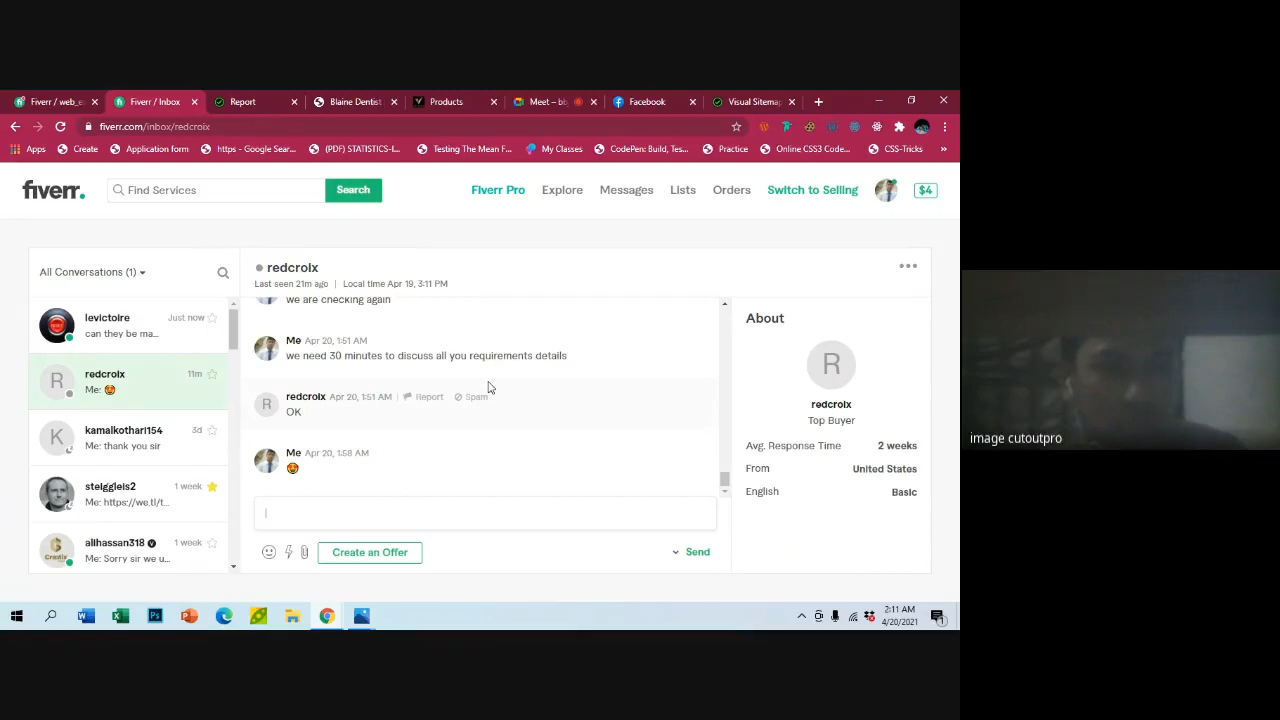 Fiverr / web_e
Fiverr / Inbox
Report
Blaine Dentist
Products
Meet – bb
Facebook
Visual Sitema
fiverr.com/inbox/redcroix
Apps
Create
Application form
https - Google Sear...
(PDF) STATISTICS-I...
Testing The Mean F...
My Classes
CodePen: Build, Tes...
Practice
Online CSS3 Code...
CSS-Tricks
»
fiverr.
Find Services
Search
Fiverr Pro
Explore
Messages
Lists
Orders
Switch to Selling
$4
All Conversations (1)
levictoire
Just now
can they be ma...
redcroix
11m
Me: 😍
kamalkothari154
3d
Me: thank you sir
steiggleis2
1 week
Me: https://we.tl/t...
alihassan318
1 week
Me: Sorry sir we u...
redcroix
Last seen 21m ago | Local time Apr 19, 3:11 PM
we are checking again
Me Apr 20, 1:51 AM
we need 30 minutes to discuss all you requirements details
redcroix Apr 20, 1:51 AM | Report Spam
OK
Me Apr 20, 1:58 AM
😍
Create an Offer
Send
About
R
redcroix
Top Buyer
Avg. Response Time 2 weeks
From United States
English Basic
image cutoutpro
2:11 AM
4/20/2021